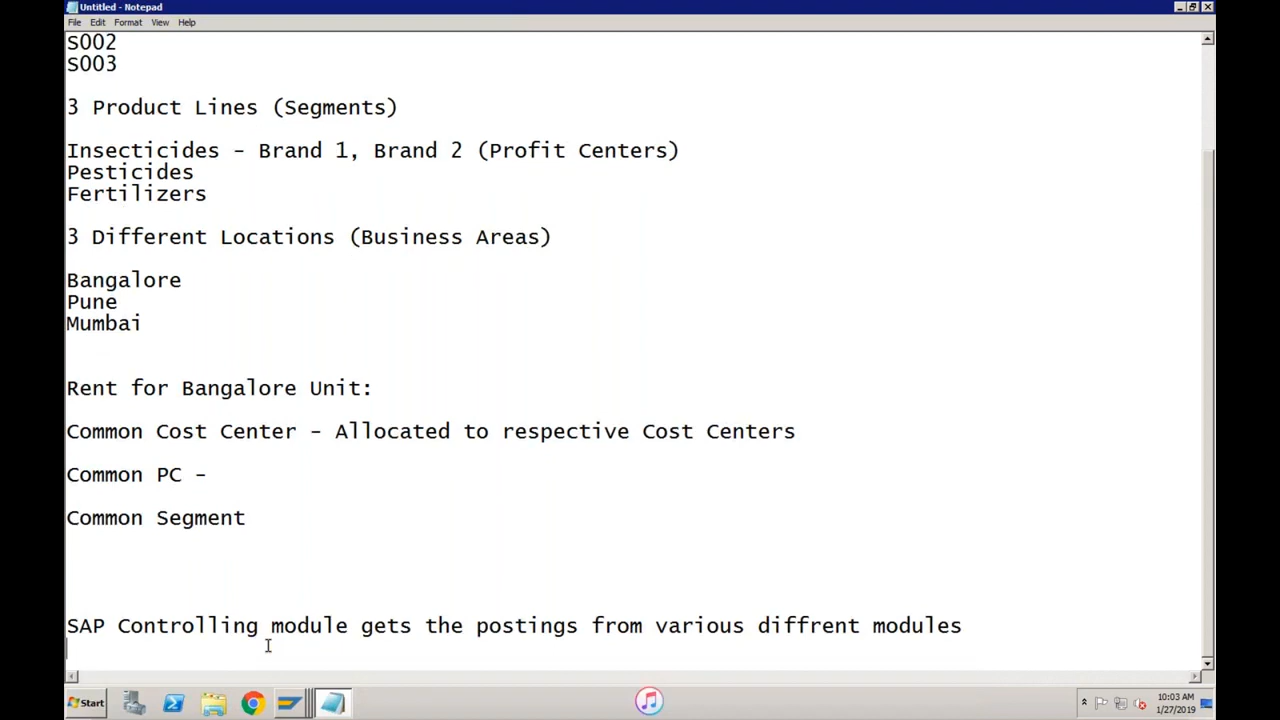 Untitled - Notepad
File Edit Format View Help
S002
S003
3 Product Lines (Segments)
Insecticides - Brand 1, Brand 2 (Profit Centers)
Pesticides
Fertilizers
3 Different Locations (Business Areas)
Bangalore
Pune
Mumbai
Rent for Bangalore Unit:
Common Cost Center - Allocated to respective Cost Centers
Common PC -
Common Segment
SAP Controlling module gets the postings from various diffrent modules
Start
10:03 AM
1/27/2019